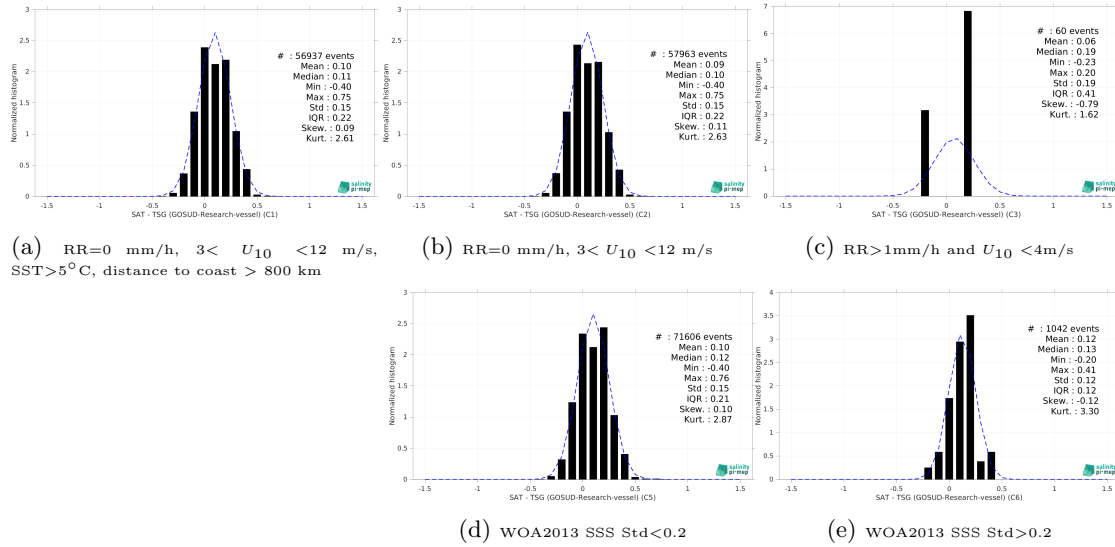 3
2.5
2
1.5
1
0.5
0
Normalized histogram
# : 56937 events
Mean : 0.10
Median : 0.11
Min : -0.40
Max : 0.75
Std : 0.15
IQR : 0.22
Skew. : 0.09
Kurt. : 2.61
salinity
pi-mep
-1.5 -1 -0.5 0 0.5 1 1.5
SAT - TSG (GOSUD-Research-vessel) (C1)
(a) RR=0 mm/h, 3< U10 <12 m/s,
SST>5°C, distance to coast > 800 km
3
2.5
2
1.5
1
0.5
0
Normalized histogram
# : 57963 events
Mean : 0.09
Median : 0.10
Min : -0.40
Max : 0.75
Std : 0.15
IQR : 0.22
Skew. : 0.11
Kurt. : 2.63
salinity
pi-mep
-1.5 -1 -0.5 0 0.5 1 1.5
SAT - TSG (GOSUD-Research-vessel) (C2)
(b) RR=0 mm/h, 3< U10 <12 m/s
7
6
5
4
3
2
1
0
Normalized histogram
# : 60 events
Mean : 0.06
Median : 0.19
Min : -0.23
Max : 0.20
Std : 0.19
IQR : 0.41
Skew. : -0.79
Kurt. : 1.62
salinity
pi-mep
-1.5 -1 -0.5 0 0.5 1 1.5
SAT - TSG (GOSUD-Research-vessel) (C3)
(c) RR>1mm/h and U10 <4m/s
3
2.5
2
1.5
1
0.5
0
Normalized histogram
# : 71606 events
Mean : 0.10
Median : 0.12
Min : -0.40
Max : 0.76
Std : 0.15
IQR : 0.21
Skew. : 0.10
Kurt. : 2.87
salinity
pi-mep
-1.5 -1 -0.5 0 0.5 1 1.5
SAT - TSG (GOSUD-Research-vessel) (C5)
(d) WOA2013 SSS Std<0.2
4
3.5
3
2.5
2
1.5
1
0.5
0
Normalized histogram
# : 1042 events
Mean : 0.12
Median : 0.13
Min : -0.20
Max : 0.41
Std : 0.12
IQR : 0.12
Skew. : -0.12
Kurt. : 3.30
salinity
pi-mep
-1.5 -1 -0.5 0 0.5 1 1.5
SAT - TSG (GOSUD-Research-vessel) (C6)
(e) WOA2013 SSS Std>0.2